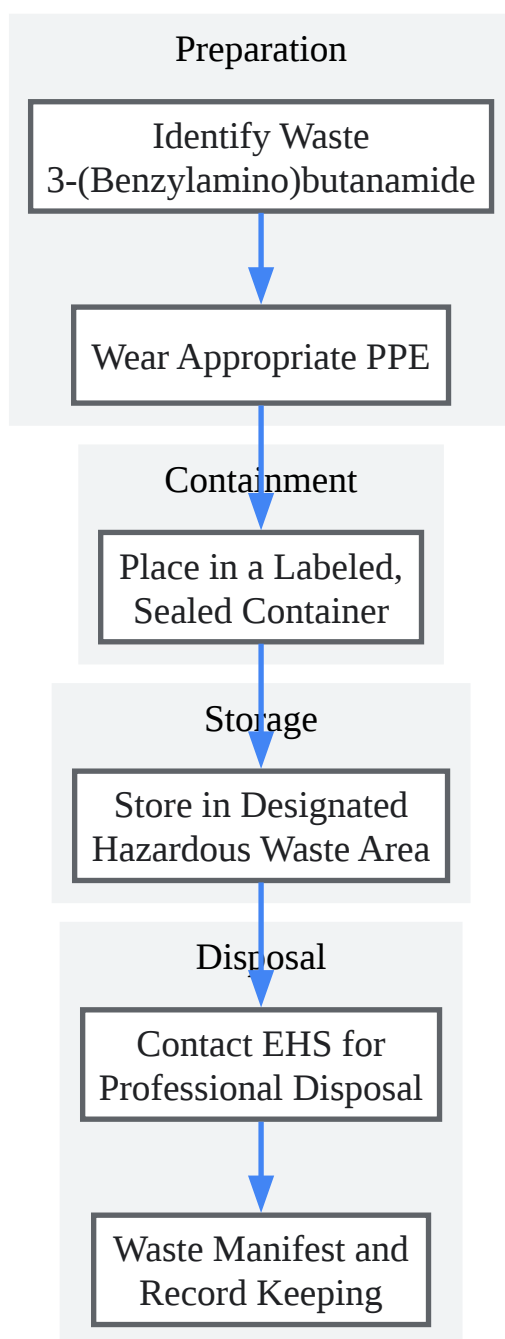 Preparation
Identify Waste
3-(Benzylamino)butanamide
Wear Appropriate PPE
Containment
Place in a Labeled,
Sealed Container
Storage
Store in Designated
Hazardous Waste Area
Disposal
Contact EHS for
Professional Disposal
Waste Manifest and
Record Keeping